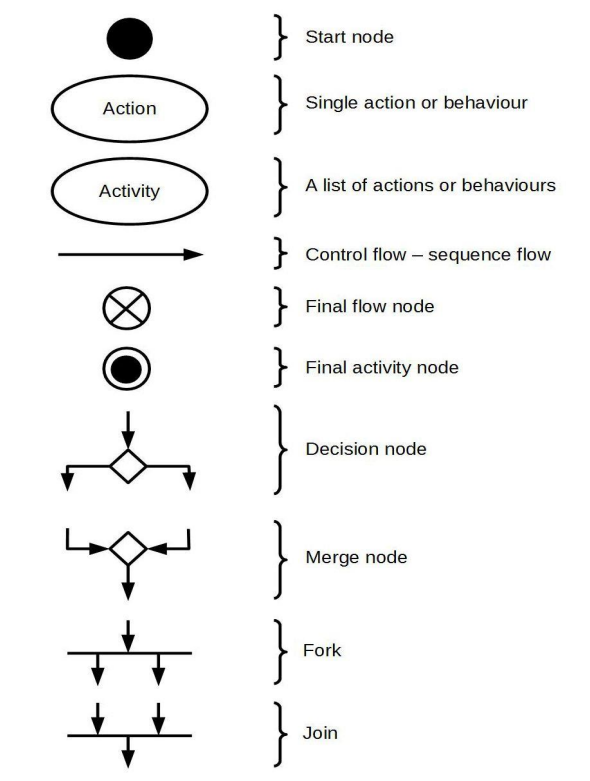 Start node
Action
Single action or behaviour
Activity
A list of actions or behaviours
Control flow – sequence flow
Final flow node
Final activity node
Decision node
Merge node
Fork
Join